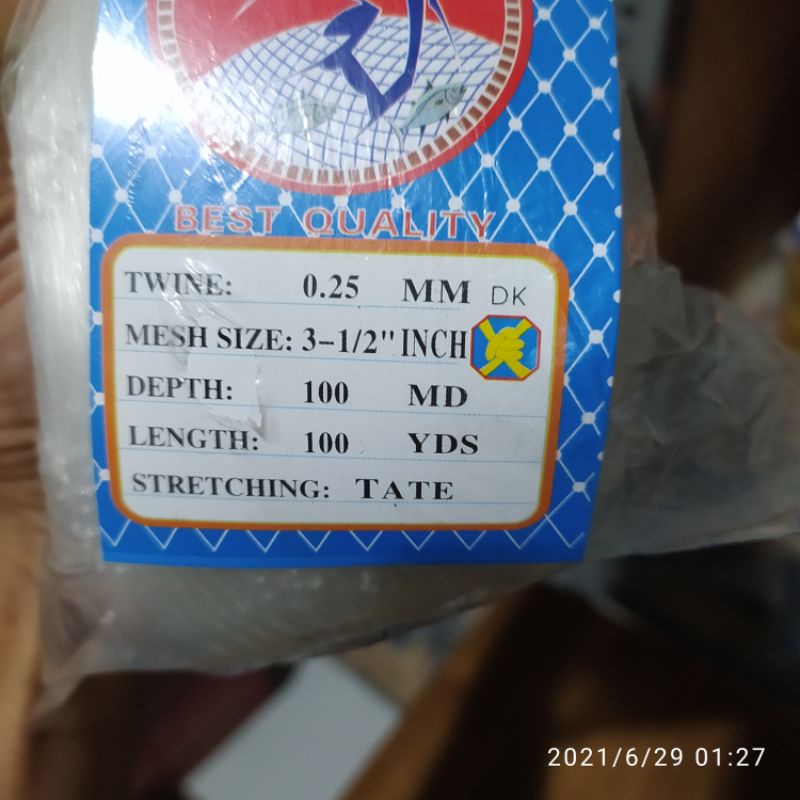 BEST QUALITY
TWINE: 0.25 MM DK
MESH SIZE: 3-1/2" INCH
DEPTH: 100 MD
LENGTH: 100 YDS
STRETCHING: TATE
2021/6/29 01:27